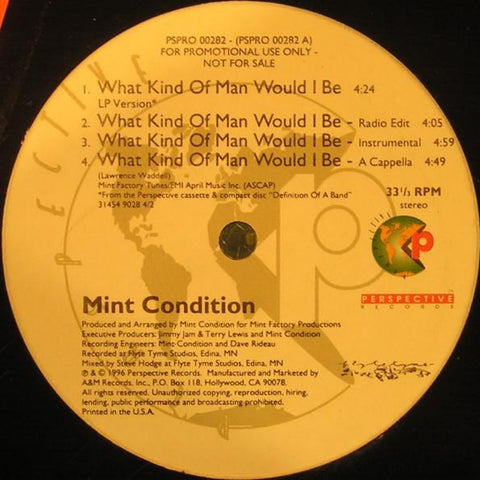 PSPRO 00282 - (PSPRO 00282 A)
FOR PROMOTIONAL USE ONLY -
NOT FOR SALE
1. What Kind Of Man Would I Be 4:24
LP Version*
2. What Kind Of Man Would I Be - Radio Edit 4:05
3. What Kind Of Man Would I Be - Instrumental 4:59
4. What Kind Of Man Would I Be - A Cappella 4:49
(Lawrence Waddell)
Mint Factory Tunes/EMI April Music Inc. (ASCAP)
*From the Perspective cassette & compact disc "Definition Of A Band"
31454 9028 4/2
33⅓ RPM
stereo
PERSPECTIVE
kp
PERSPECTIVE
RECORDS
Mint Condition
Produced and Arranged by Mint Condition for Mint Factory Productions
Executive Producers: Jimmy Jam & Terry Lewis and Mint Condition
Recording Engineers: Mint Condition and Dave Rideau
Recorded at Flyte Tyme Studios, Edina, MN
Mixed by Steve Hodge at Flyte Tyme Studios, Edina, MN
℗ & © 1996 Perspective Records. Manufactured and Marketed by
A&M Records, Inc., P.O. Box 118, Hollywood, CA 90078.
All rights reserved. Unauthorized copying, reproduction, hiring,
lending, public performance and broadcasting prohibited.
Printed in the U.S.A.